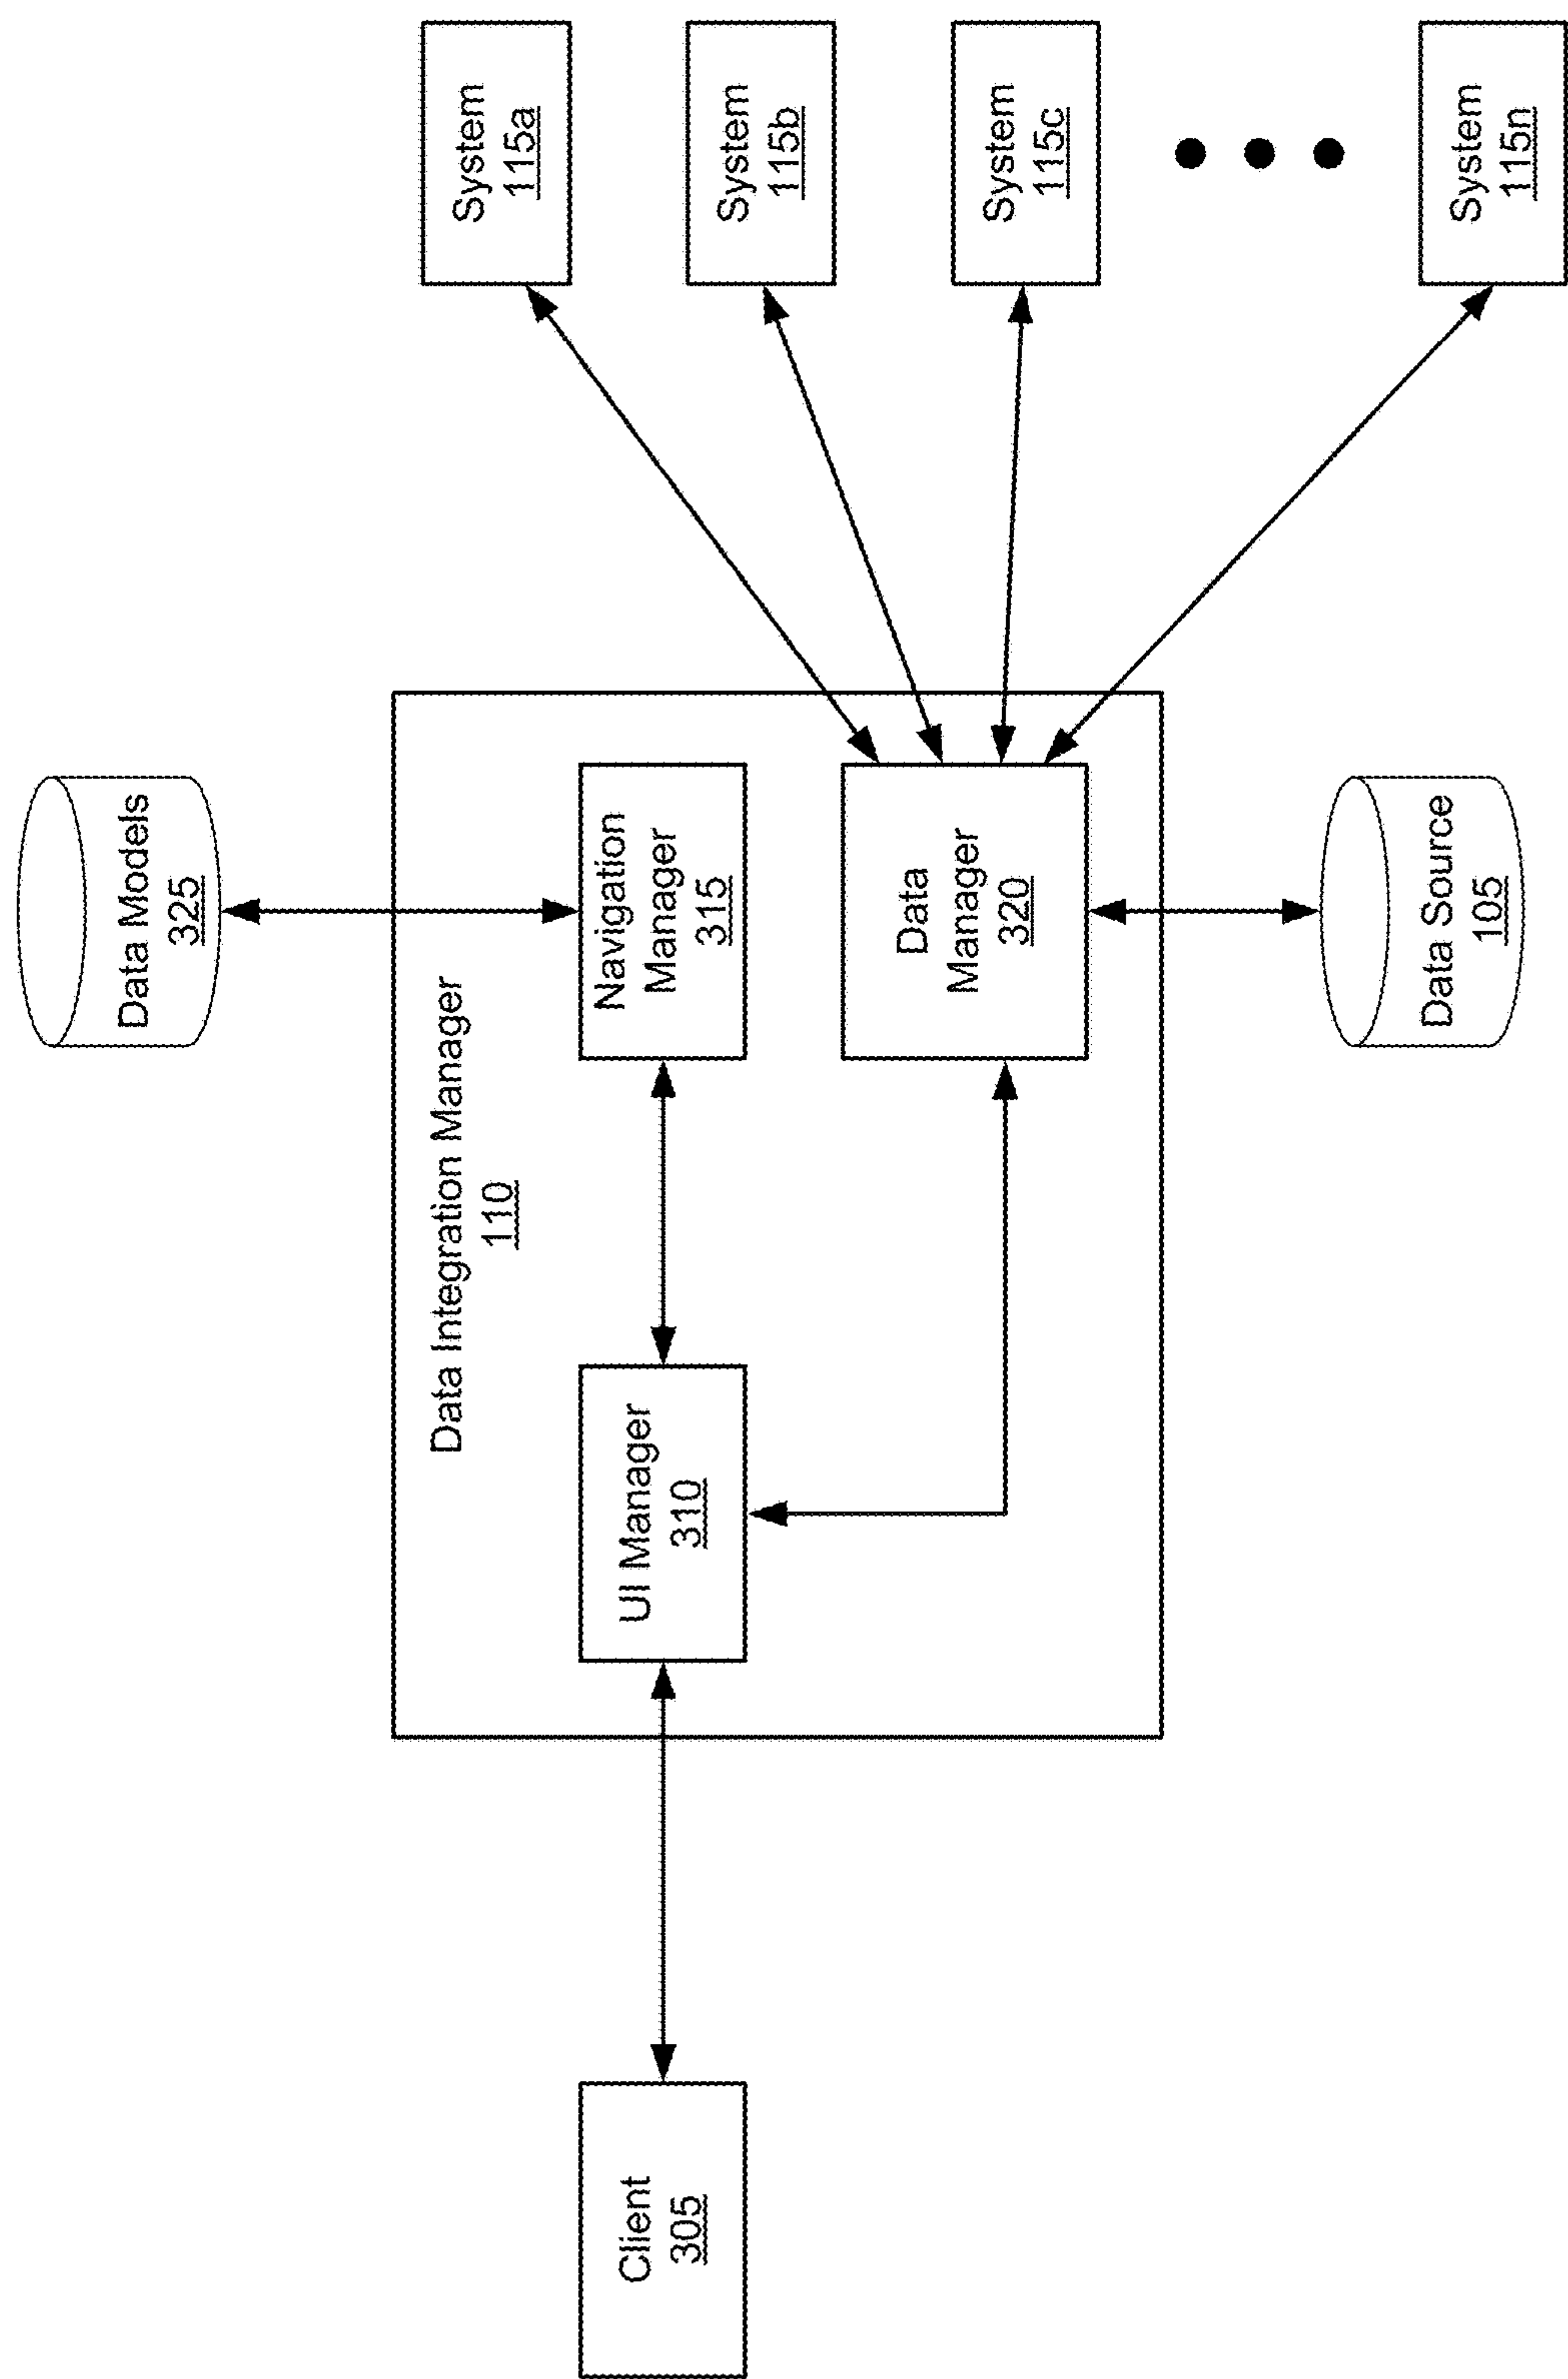 Data Models
325
Data Integration Manager
110
Client
305
UI Manager
310
Navigation
Manager
315
Data
Manager
320
Data Source
105
System
115a
System
115b
System
115c
System
115n